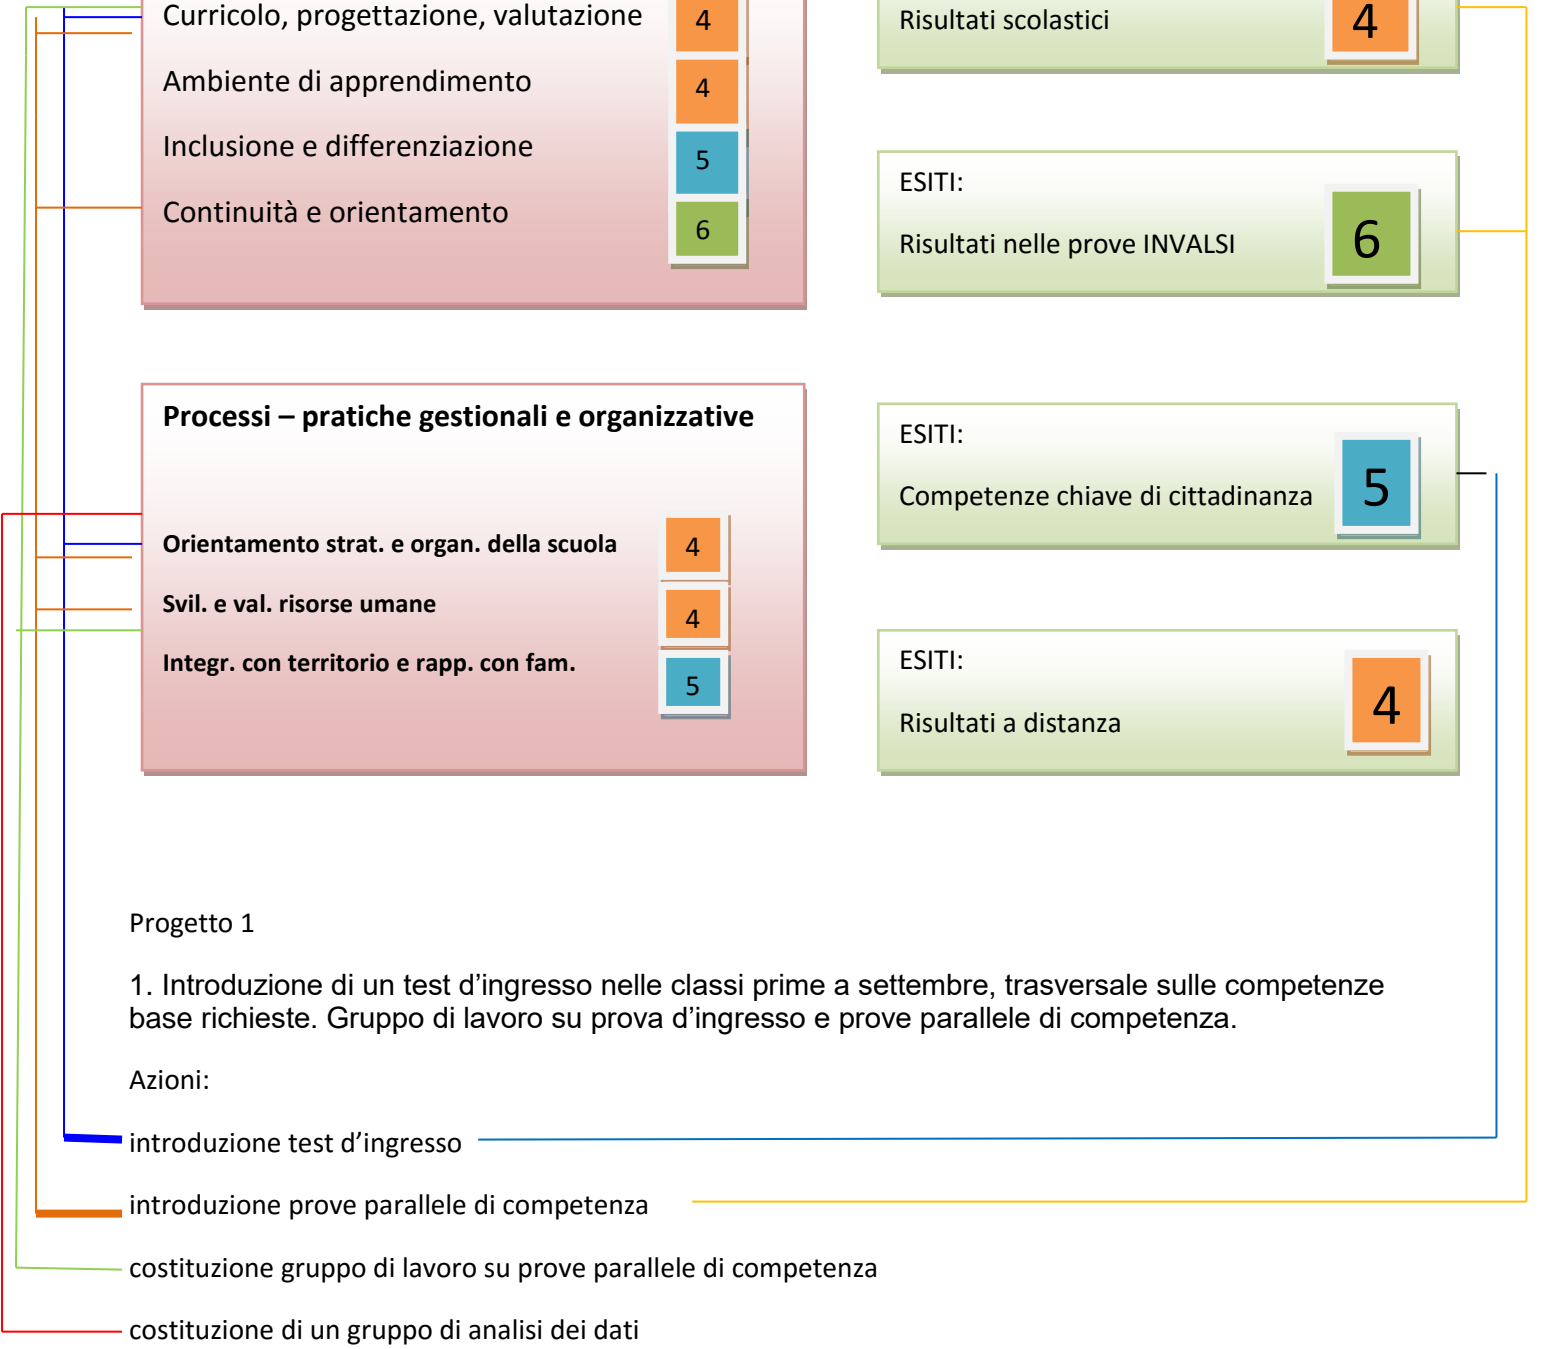 Curricolo, progettazione, valutazione 4
Ambiente di apprendimento 4
Inclusione e differenziazione 5
Continuità e orientamento 6
Risultati scolastici 4
ESITI:
Risultati nelle prove INVALSI 6
Processi – pratiche gestionali e organizzative
Orientamento strat. e organ. della scuola 4
Svil. e val. risorse umane 4
Integr. con territorio e rapp. con fam. 5
ESITI:
Competenze chiave di cittadinanza 5
ESITI:
Risultati a distanza 4
Progetto 1
1. Introduzione di un test d’ingresso nelle classi prime a settembre, trasversale sulle competenze
base richieste. Gruppo di lavoro su prova d’ingresso e prove parallele di competenza.
Azioni:
introduzione test d’ingresso
introduzione prove parallele di competenza
costituzione gruppo di lavoro su prove parallele di competenza
costituzione di un gruppo di analisi dei dati